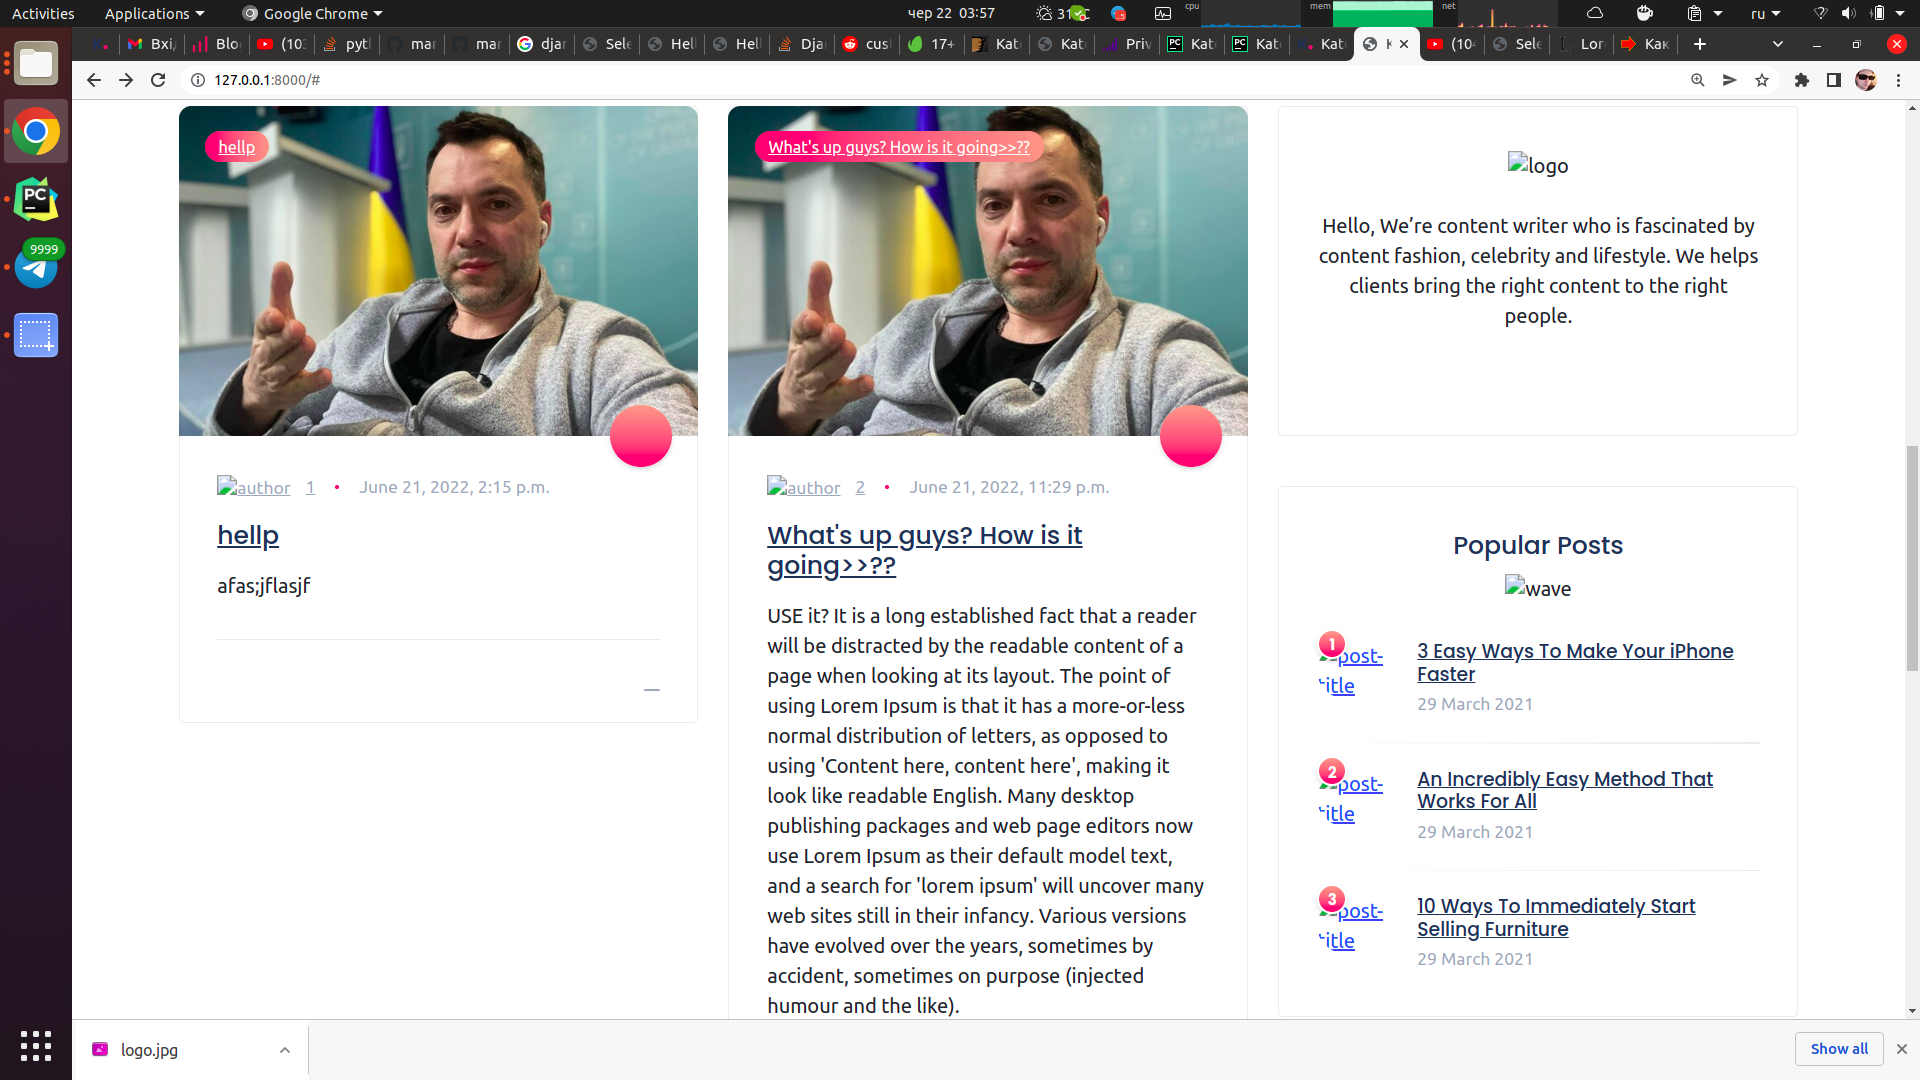 Activities
Applications
Google Chrome
чер 22 03:57
cpu
mem
net
ru
(10
pyt
mar
mar
Sele
Hell
Hell
17+
Kat
Kat
Kat
Kat
Sele
Lor
Как
127.0.0.1:8000/#
9999
hellp
author 1 • June 21, 2022, 2:15 p.m.
hellp
afas;jflasjf
What's up guys? How is it going>>??
author 2 • June 21, 2022, 11:29 p.m.
What's up guys? How is it
going>>??
USE it? It is a long established fact that a reader
will be distracted by the readable content of a
page when looking at its layout. The point of
using Lorem Ipsum is that it has a more-or-less
normal distribution of letters, as opposed to
using 'Content here, content here', making it
look like readable English. Many desktop
publishing packages and web page editors now
use Lorem Ipsum as their default model text,
and a search for 'lorem ipsum' will uncover many
web sites still in their infancy. Various versions
have evolved over the years, sometimes by
accident, sometimes on purpose (injected
humour and the like).
logo
Hello, We’re content writer who is fascinated by
content fashion, celebrity and lifestyle. We helps
clients bring the right content to the right
people.
Popular Posts
wave
1
post-
title
3 Easy Ways To Make Your iPhone
Faster
29 March 2021
2
post-
title
An Incredibly Easy Method That
Works For All
29 March 2021
3
post-
title
10 Ways To Immediately Start
Selling Furniture
29 March 2021
logo.jpg
Show all